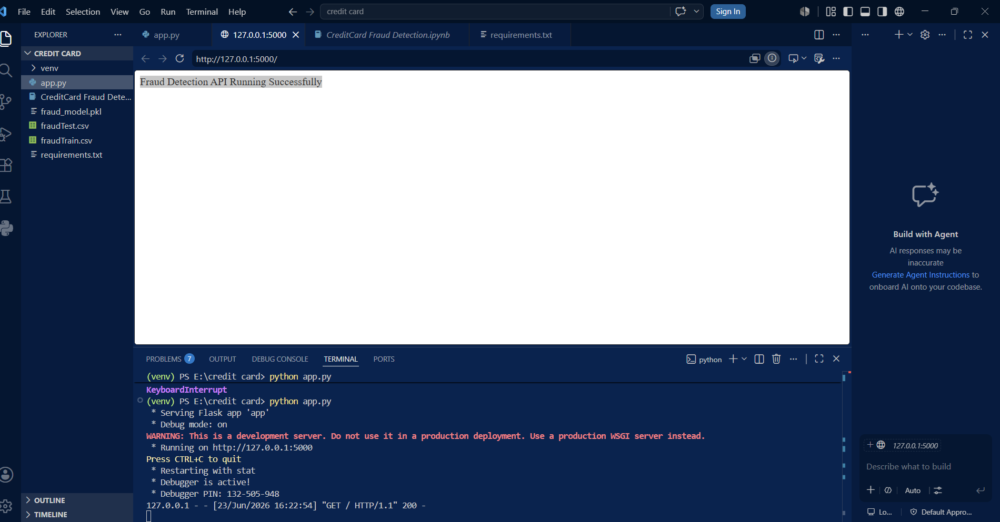 File Edit Selection View Go Run Terminal Help
credit card
Sign In
EXPLORER
CREDIT CARD
venv
app.py
CreditCard Fraud Dete...
fraud_model.pkl
fraudTest.csv
fraudTrain.csv
requirements.txt
OUTLINE
TIMELINE
app.py
127.0.0.1:5000
CreditCard Fraud Detection.ipynb
requirements.txt
http://127.0.0.1:5000/
Fraud Detection API Running Successfully
PROBLEMS 7 OUTPUT DEBUG CONSOLE TERMINAL PORTS
python
(venv) PS E:\credit card> python app.py
KeyboardInterrupt
(venv) PS E:\credit card> python app.py
* Serving Flask app 'app'
* Debug mode: on
WARNING: This is a development server. Do not use it in a production deployment. Use a production WSGI server instead.
* Running on http://127.0.0.1:5000
Press CTRL+C to quit
* Restarting with stat
* Debugger is active!
* Debugger PIN: 132-505-948
127.0.0.1 - - [23/Jun/2026 16:22:54] "GET / HTTP/1.1" 200 -
Build with Agent
AI responses may be
inaccurate
Generate Agent Instructions to
onboard AI onto your codebase.
127.0.0.1:5000
Describe what to build
Auto
Lo... Default Appro...